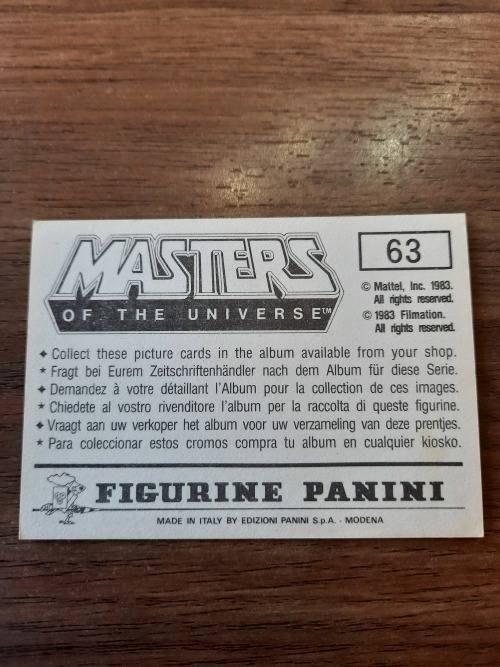 MASTERS
OF THE UNIVERSE™
63
© Mattel, Inc. 1983.
All rights reserved.
© 1983 Filmation.
All rights reserved.
✦ Collect these picture cards in the album available from your shop.
★ Fragt bei Eurem Zeitschriftenhändler nach dem Album für diese Serie.
✦ Demandez à votre détaillant l'Album pour la collection de ces images.
★ Chiedete al vostro rivenditore l'album per la raccolta di queste figurine.
✦ Vraagt aan uw verkoper het album voor uw verzameling van deze prentjes.
★ Para coleccionar estos cromos compra tu album en cualquier kiosko.
FIGURINE PANINI
MADE IN ITALY BY EDIZIONI PANINI S.p.A. - MODENA